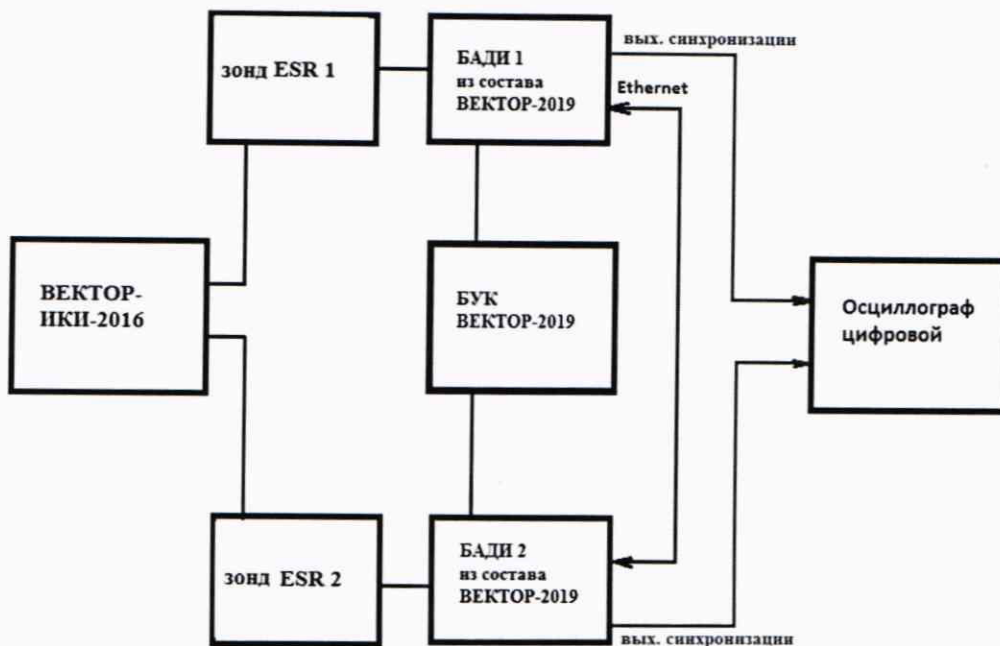 вых. синхронизации
зонд ESR 1
БАДИ 1
из состава
ВЕКТОР-2019
Ethernet
ВЕКТОР-
ИКИ-2016
БУК
ВЕКТОР-2019
Осциллограф
цифровой
зонд ESR 2
БАДИ 2
из состава
ВЕКТОР-2019
вых. синхронизации